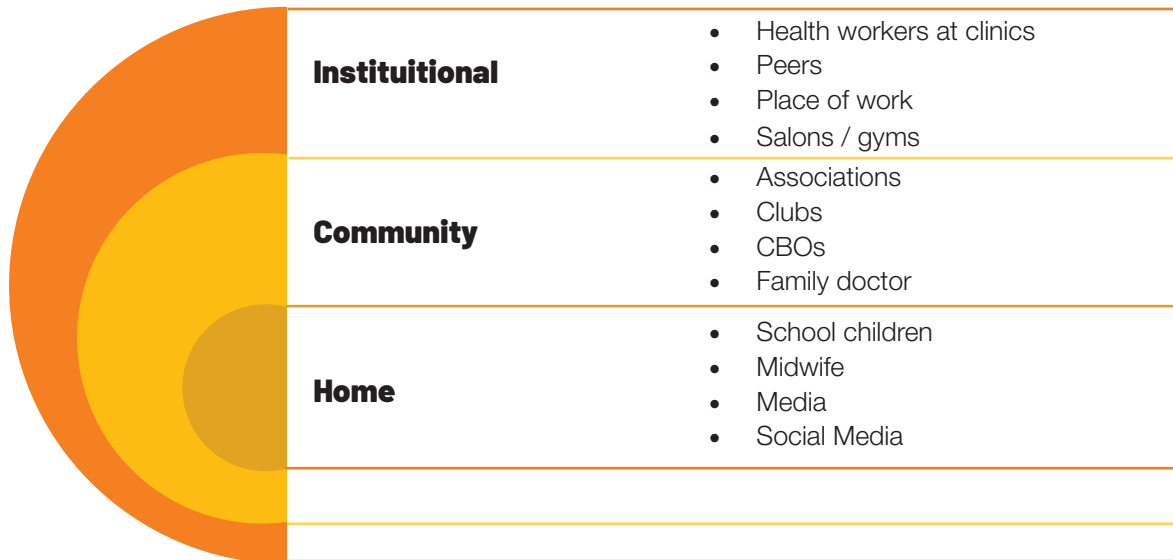 Instituitional
• Health workers at clinics
• Peers
• Place of work
• Salons / gyms
Community
• Associations
• Clubs
• CBOs
• Family doctor
Home
• School children
• Midwife
• Media
• Social Media